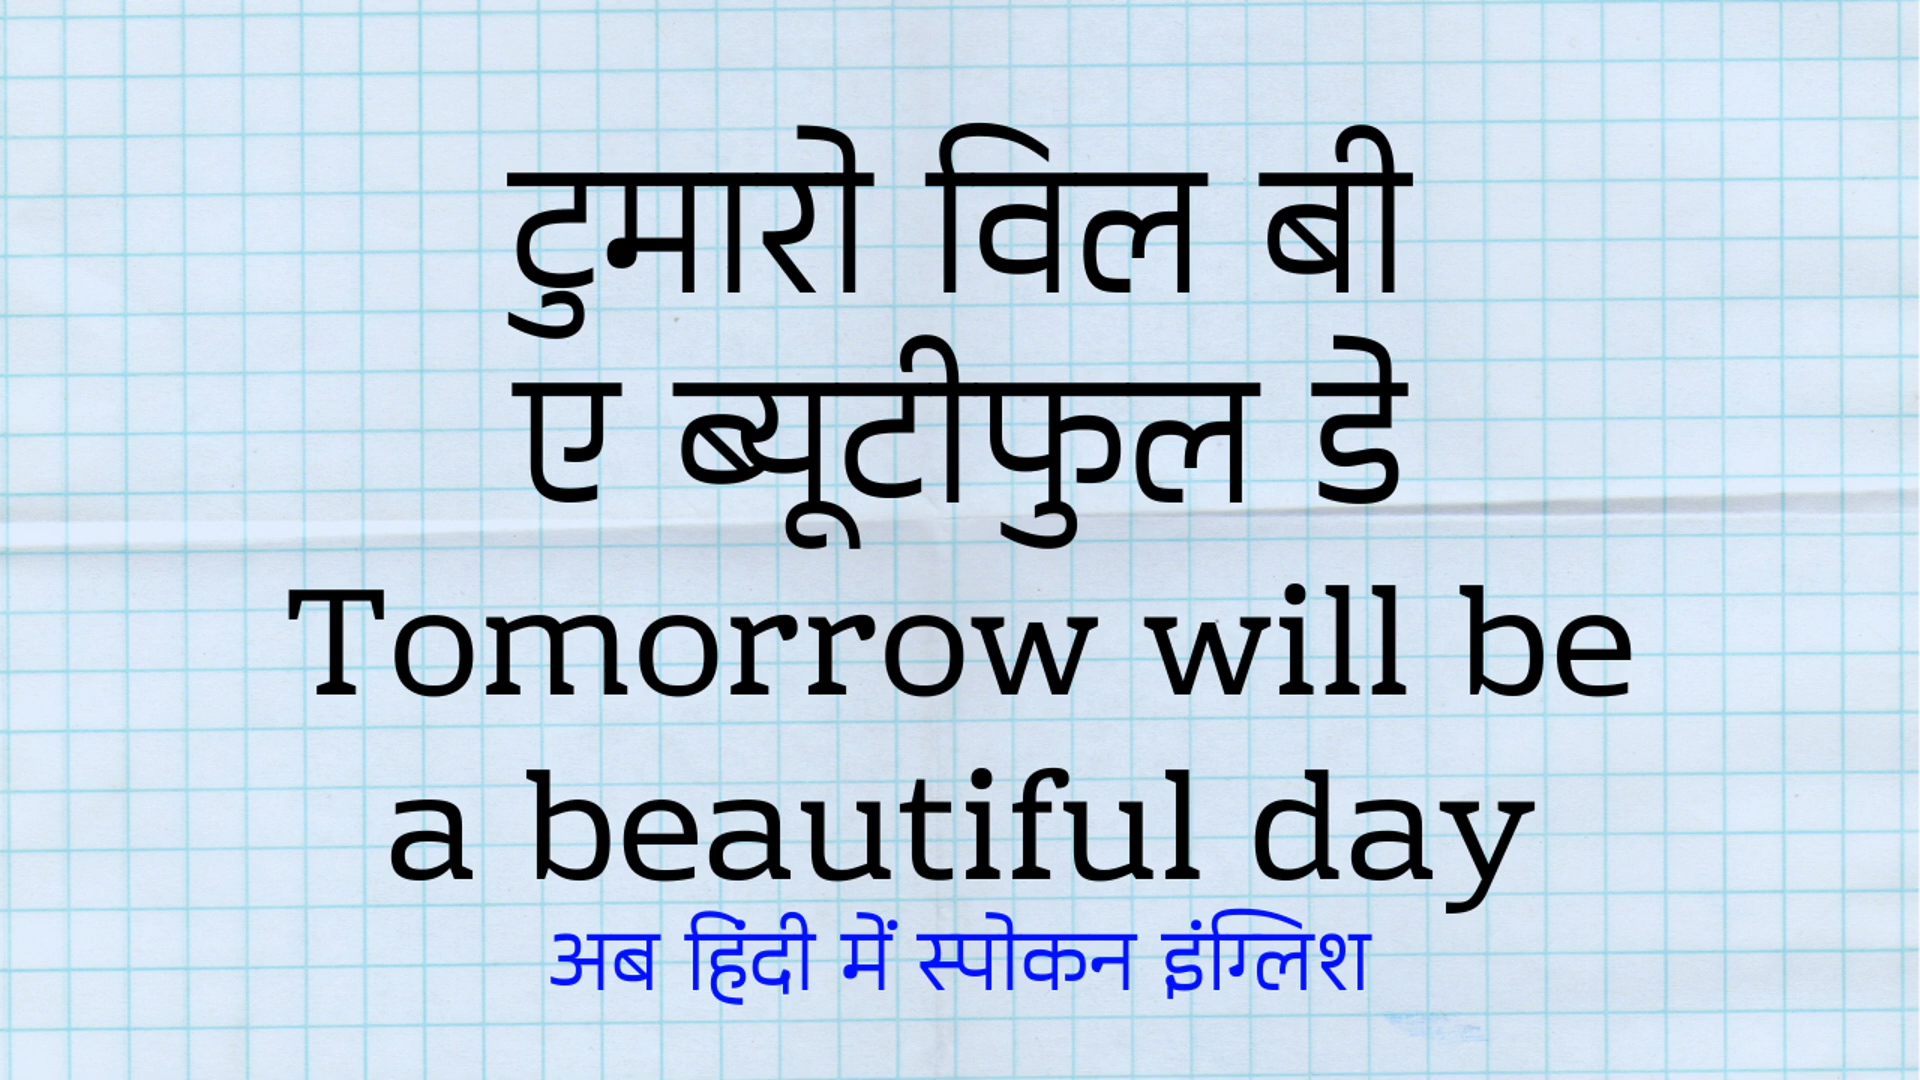 टुमारो विल बी
ए ब्यूटीफुल डे
Tomorrow will be
a beautiful day
अब हिंदी में स्पोकन इंग्लिश